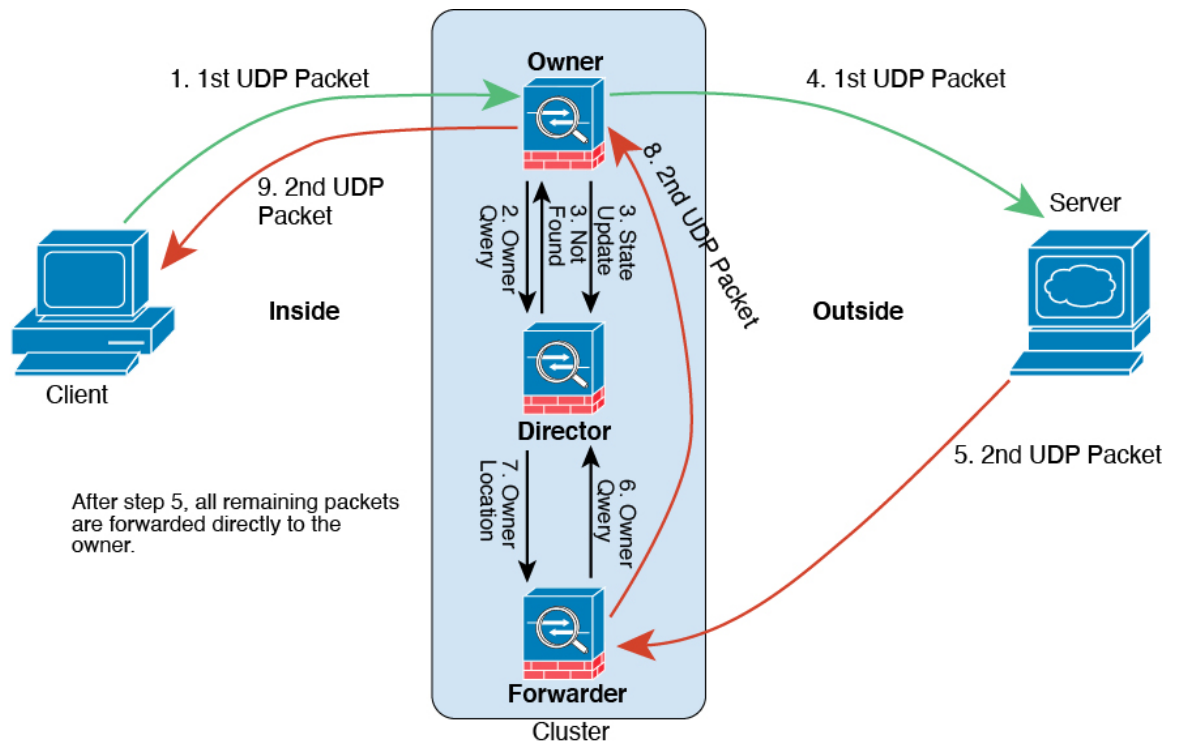 Owner
1. 1st UDP Packet
4. 1st UDP Packet
9. 2nd UDP
Packet
8. 2nd UDP Packet
2. Owner
Qwery
3. Not
Found
3. State
Update
Server
Inside
Outside
Client
Director
5. 2nd UDP Packet
7. Owner
Location
6. Owner
Qwery
After step 5, all remaining packets
are forwarded directly to the
owner.
Forwarder
Cluster